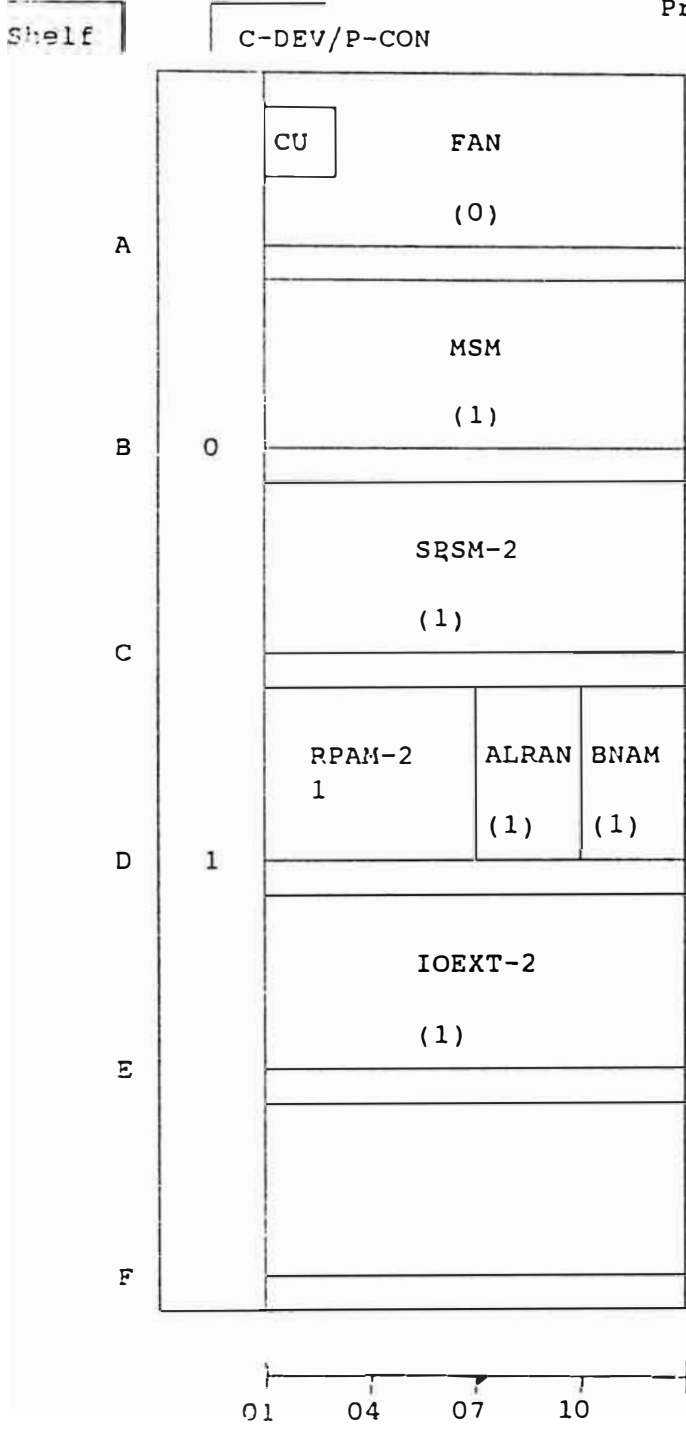 Pr
Shelf
C-DEV/P-CON
CU
FAN
(0)
A
MSM
(1)
B
0
SRSM-2
(1)
C
RPAM-2
ALRAN
BNAM
1
(1)
(1)
D
1
IOEXT-2
(1)
E
F
01
04
07
10